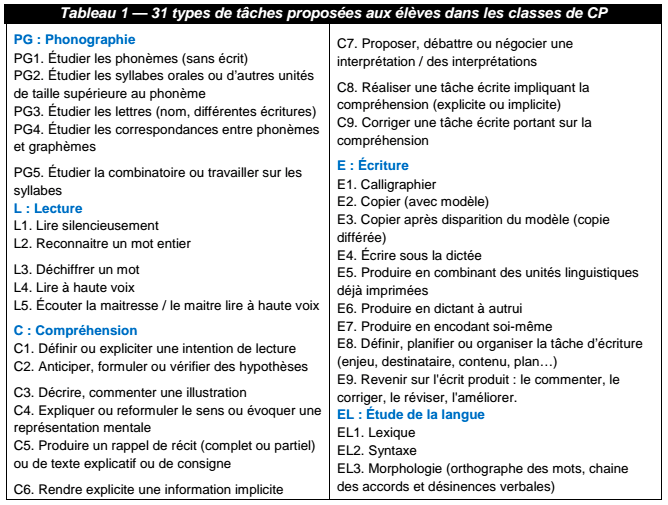 Tableau 1 — 31 types de tâches proposées aux élèves dans les classes de CP
PG : Phonographie
PG1. Étudier les phonèmes (sans écrit)
PG2. Étudier les syllabes orales ou d'autres unités
de taille supérieure au phonème
PG3. Étudier les lettres (nom, différentes écritures)
PG4. Étudier les correspondances entre phonèmes
et graphèmes
PG5. Étudier la combinatoire ou travailler sur les
syllabes
L : Lecture
L1. Lire silencieusement
L2. Reconnaitre un mot entier
L3. Déchiffrer un mot
L4. Lire à haute voix
L5. Écouter la maitresse / le maitre lire à haute voix
C : Compréhension
C1. Définir ou expliciter une intention de lecture
C2. Anticiper, formuler ou vérifier des hypothèses
C3. Décrire, commenter une illustration
C4. Expliquer ou reformuler le sens ou évoquer une
représentation mentale
C5. Produire un rappel de récit (complet ou partiel)
ou de texte explicatif ou de consigne
C6. Rendre explicite une information implicite
C7. Proposer, débattre ou négocier une
interprétation / des interprétations
C8. Réaliser une tâche écrite impliquant la
compréhension (explicite ou implicite)
C9. Corriger une tâche écrite portant sur la
compréhension
E : Écriture
E1. Calligraphier
E2. Copier (avec modèle)
E3. Copier après disparition du modèle (copie
différée)
E4. Écrire sous la dictée
E5. Produire en combinant des unités linguistiques
déjà imprimées
E6. Produire en dictant à autrui
E7. Produire en encodant soi-même
E8. Définir, planifier ou organiser la tâche d'écriture
(enjeu, destinataire, contenu, plan…)
E9. Revenir sur l'écrit produit : le commenter, le
corriger, le réviser, l'améliorer.
EL : Étude de la langue
EL1. Lexique
EL2. Syntaxe
EL3. Morphologie (orthographe des mots, chaine
des accords et désinences verbales)